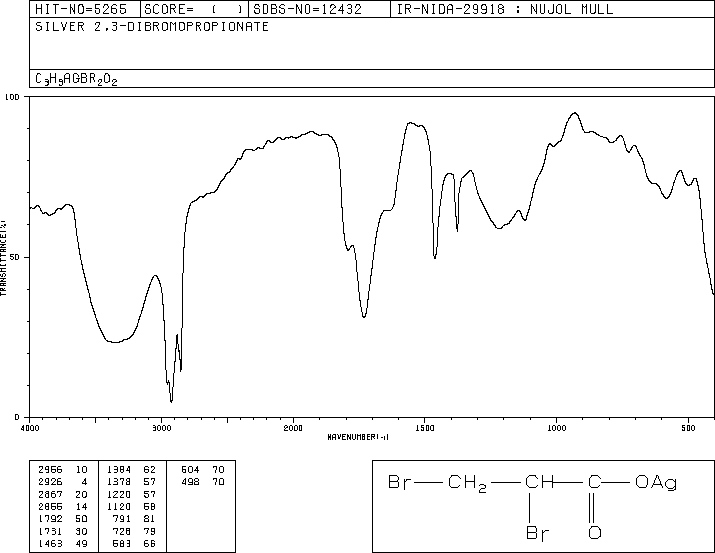 HIT-NO=5265 SCORE= ( ) SDBS-NO=12432 IR-NIDA-29918 : NUJOL MULL
SILVER 2,3-DIBROMOPROPIONATE
C3H3AGBR2O2
100
50
0
TRANSMITTANCE(%)
4000 3000 2000 1500 1000 500
WAVENUMBER(-1)
2956 10 1384 62 604 70
2926 4 1378 57 498 70
2867 20 1220 57
2855 14 1120 60
1792 50 791 81
1731 30 728 79
1463 49 583 66
Br CH2 CH C OAg
Br O